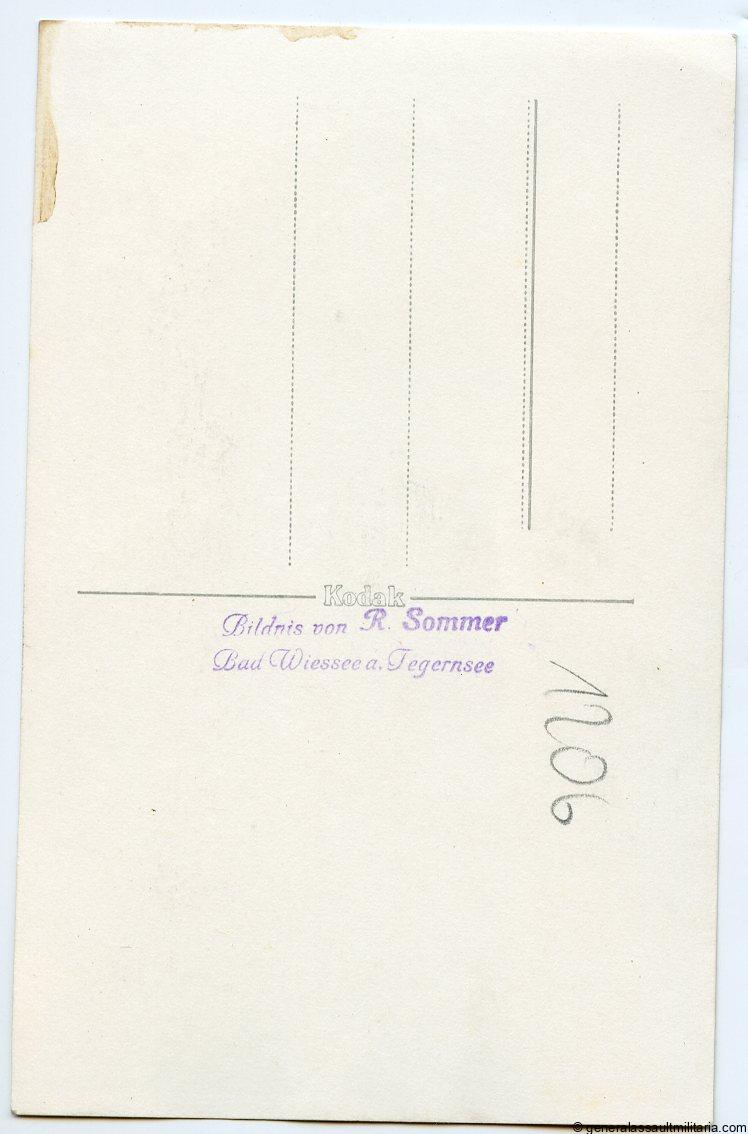 Kodak
Bildnis von R. Sommer
Bad Wiessee a. Tegernsee
1206
© generalassaultmilitaria.com